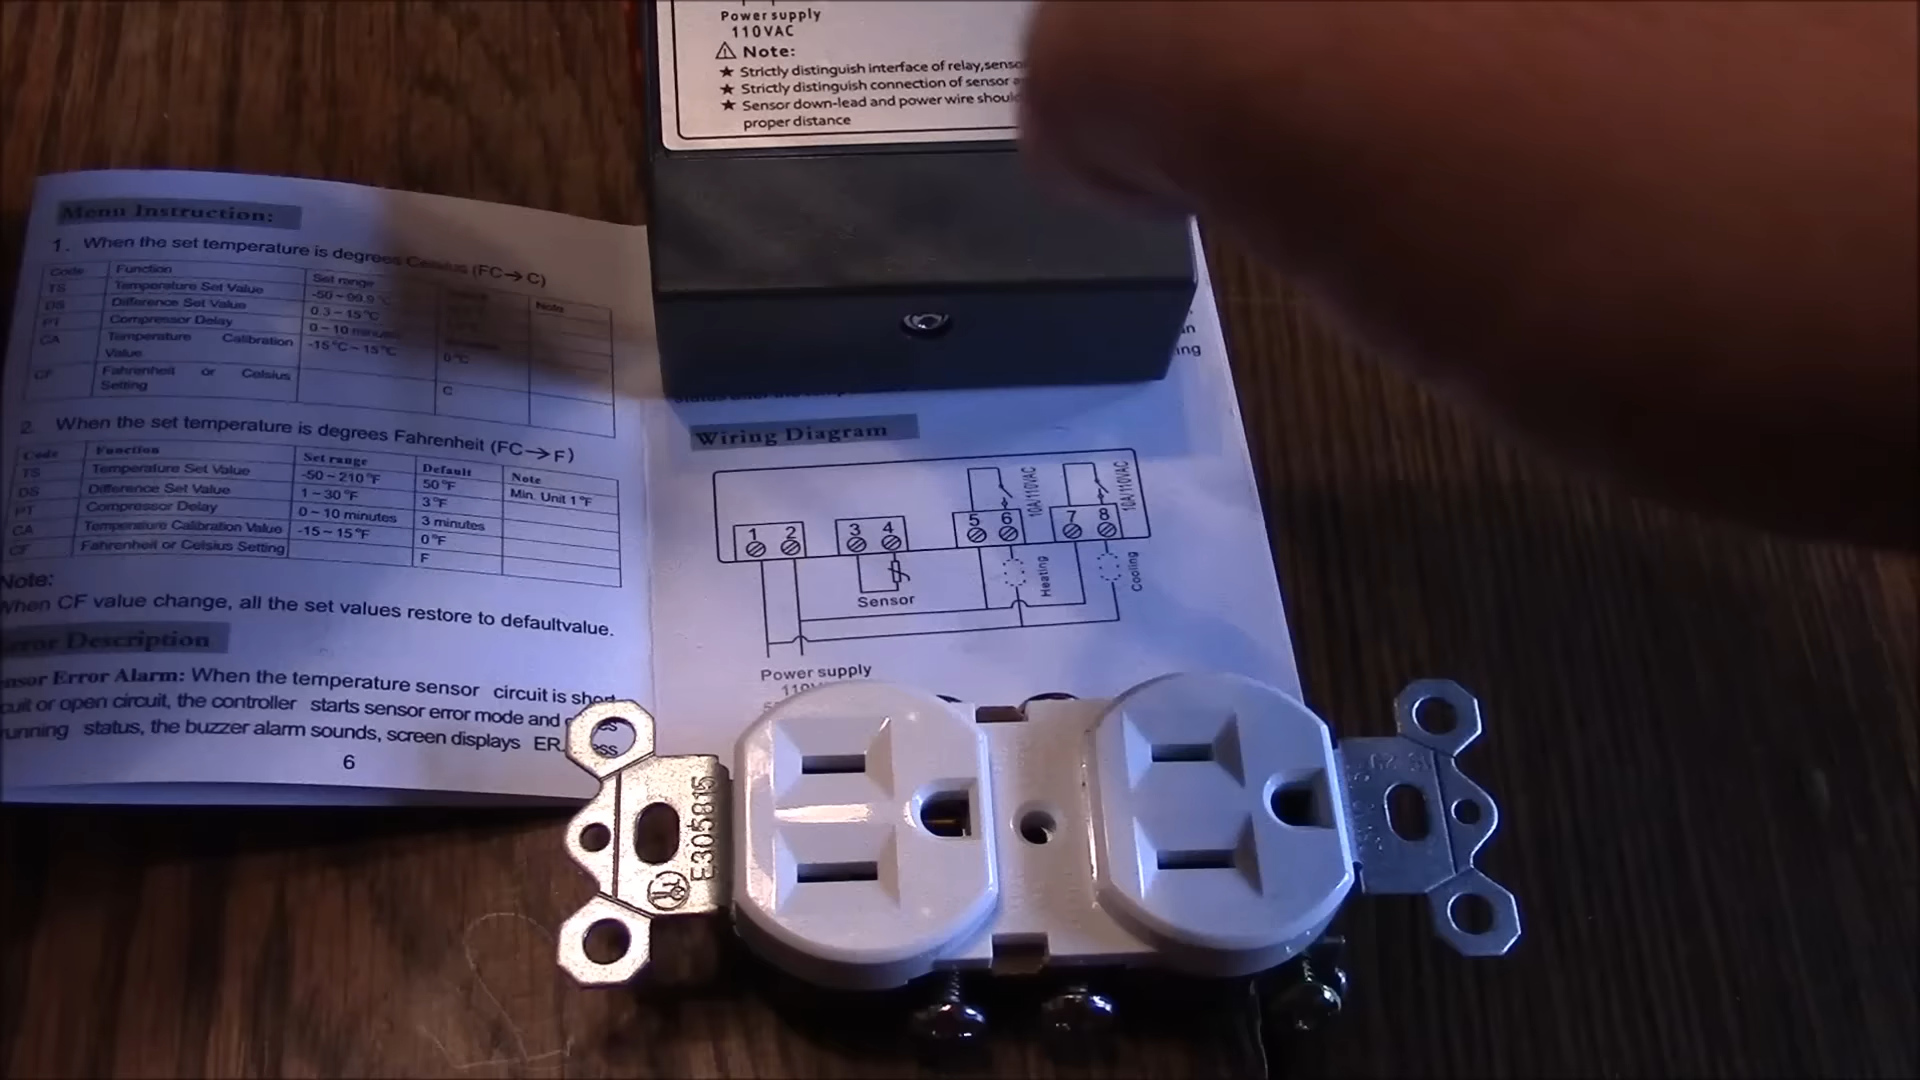 Power supply
110VAC
Note:
★ Strictly distinguish interface of relay,
★ Strictly distinguish connection of sensor
★ Sensor down-lead and power wire
proper distance
Menu Instruction:
1. When the set temperature is degrees Celsius (FC→C)
Code Function Set range Note
TS Temperature Set Value -50~99.9°C
DS Difference Set Value 0.3~15°C
PT Compressor Delay 0~10 minutes
CA Temperature Calibration Value -15°C~15°C 0°C
CF Fahrenheit or Celsius Setting C
2. When the set temperature is degrees Fahrenheit (FC→F)
Code Function Set range Default Note
TS Temperature Set Value -50~210°F 50°F Min. Unit 1°F
DS Difference Set Value 1~30°F 3°F
PT Compressor Delay 0~10 minutes 3 minutes
CA Temperature Calibration Value -15~15°F 0°F
CF Fahrenheit or Celsius Setting F
Note:
When CF value change, all the set values restore to defaultvalue.
Error Description
Sensor Error Alarm: When the temperature sensor circuit is short
or open circuit, the controller starts sensor error mode and
running status, the buzzer alarm sounds, screen displays ER.
6
Wiring Diagram
10A/110VAC 10A/110VAC
1 2 3 4 5 6 7 8
Sensor Heating Cooling
Power supply
E305815